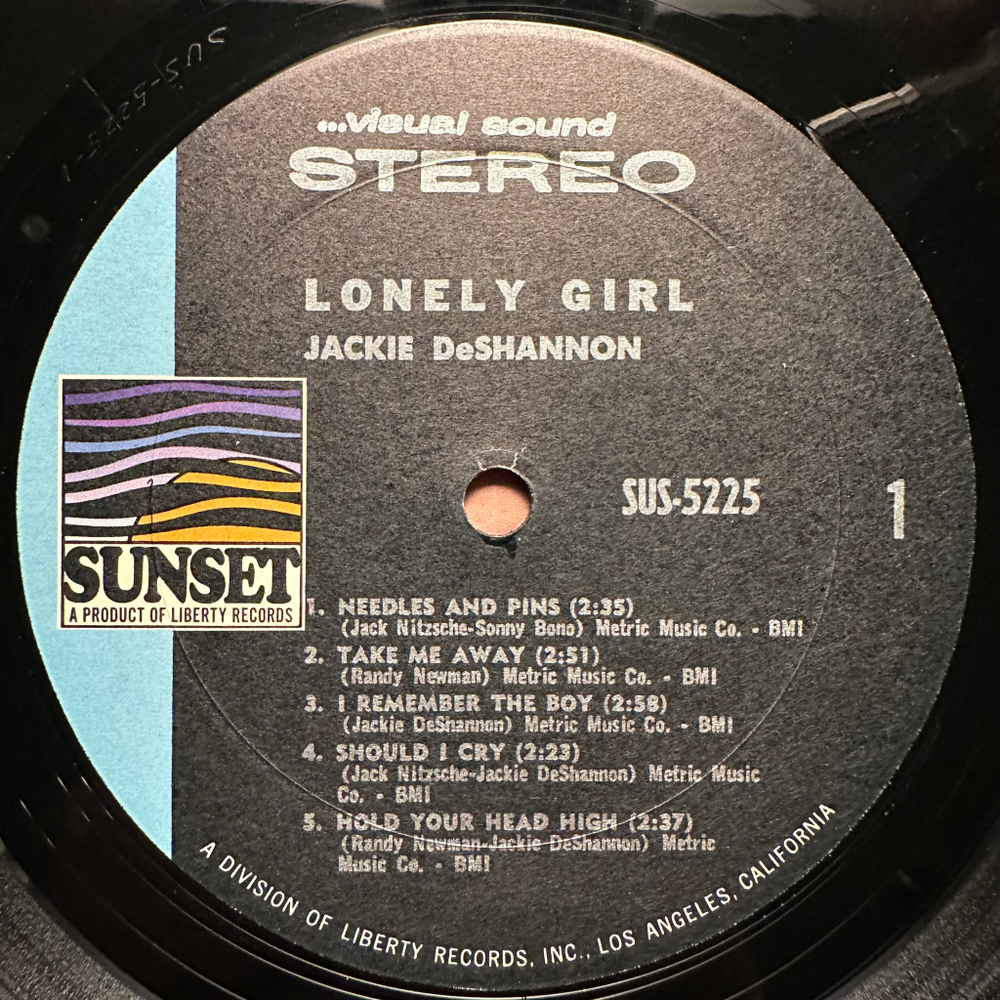 SUS-5225-1
...visual sound
STEREO
LONELY GIRL
JACKIE DeSHANNON
SUS-5225
1
SUNSET
A PRODUCT OF LIBERTY RECORDS
1. NEEDLES AND PINS (2:35)
(Jack Nitzsche-Sonny Bono) Metric Music Co. - BMI
2. TAKE ME AWAY (2:51)
(Randy Newman) Metric Music Co. - BMI
3. I REMEMBER THE BOY (2:58)
(Jackie DeShannon) Metric Music Co. - BMI
4. SHOULD I CRY (2:23)
(Jack Nitzsche-Jackie DeShannon) Metric Music
Co. - BMI
5. HOLD YOUR HEAD HIGH (2:37)
(Randy Newman-Jackie DeShannon) Metric
Music Co. - BMI
A DIVISION OF LIBERTY RECORDS, INC., LOS ANGELES, CALIFORNIA